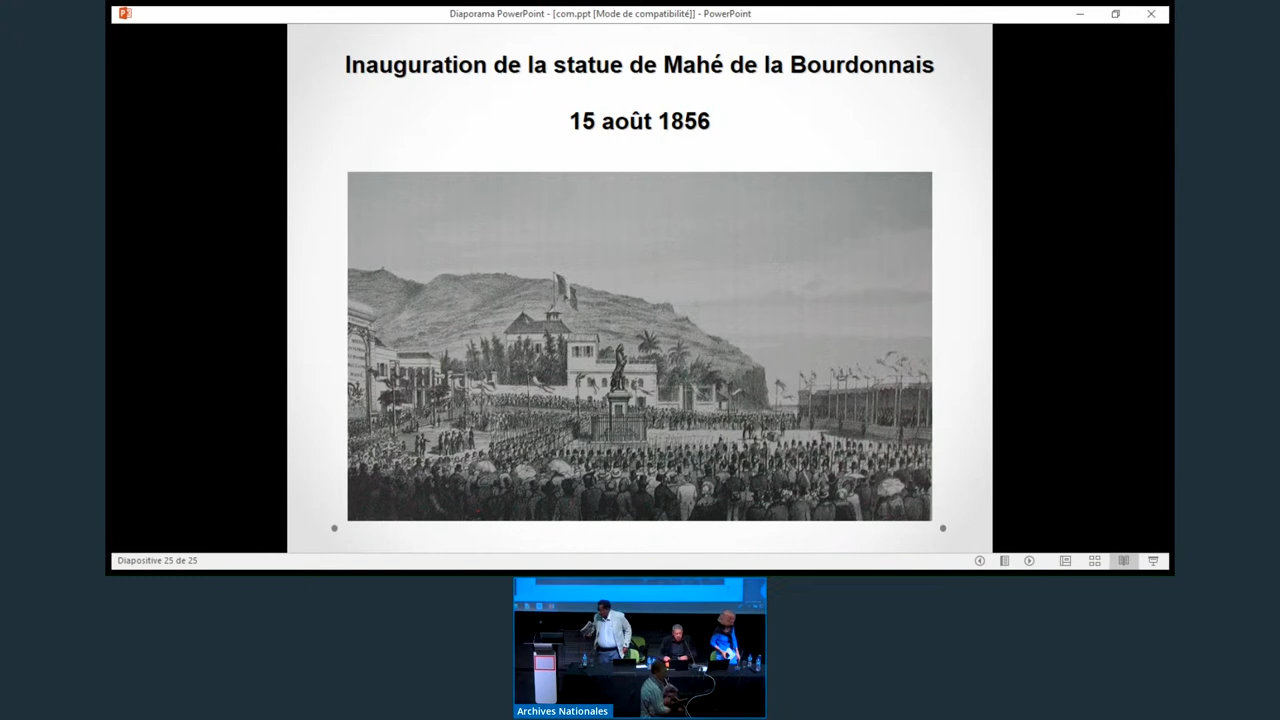 Diaporama PowerPoint - [com.ppt [Mode de compatibilité]] - PowerPoint
Inauguration de la statue de Mahé de la Bourdonnais
15 août 1856
Diapositive 25 de 25
Archives Nationales